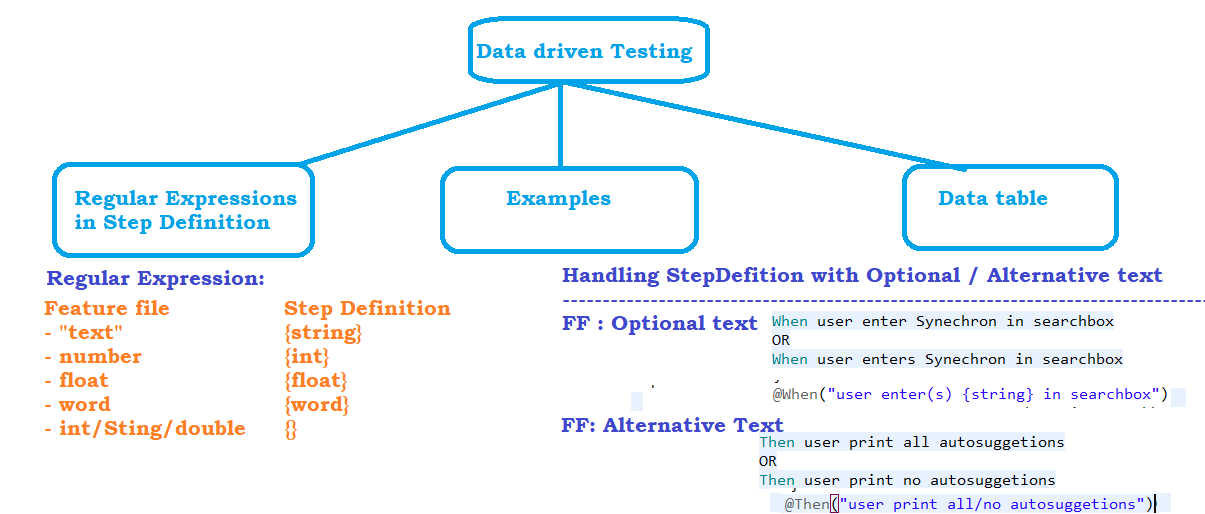 Data driven Testing
Regular Expressions
in Step Definition
Examples
Data table
Regular Expression:
Feature file Step Definition
- "text" {string}
- number {int}
- float {float}
- word {word}
- int/Sting/double {}
Handling StepDefition with Optional / Alternative text
--------------------------------------------------------------------------------
FF : Optional text When user enter Synechron in searchbox
OR
When user enters Synechron in searchbox
@When("user enter(s) {string} in searchbox")
FF: Alternative Text
Then user print all autosuggetions
OR
Then user print no autosuggetions
@Then("user print all/no autosuggetions")